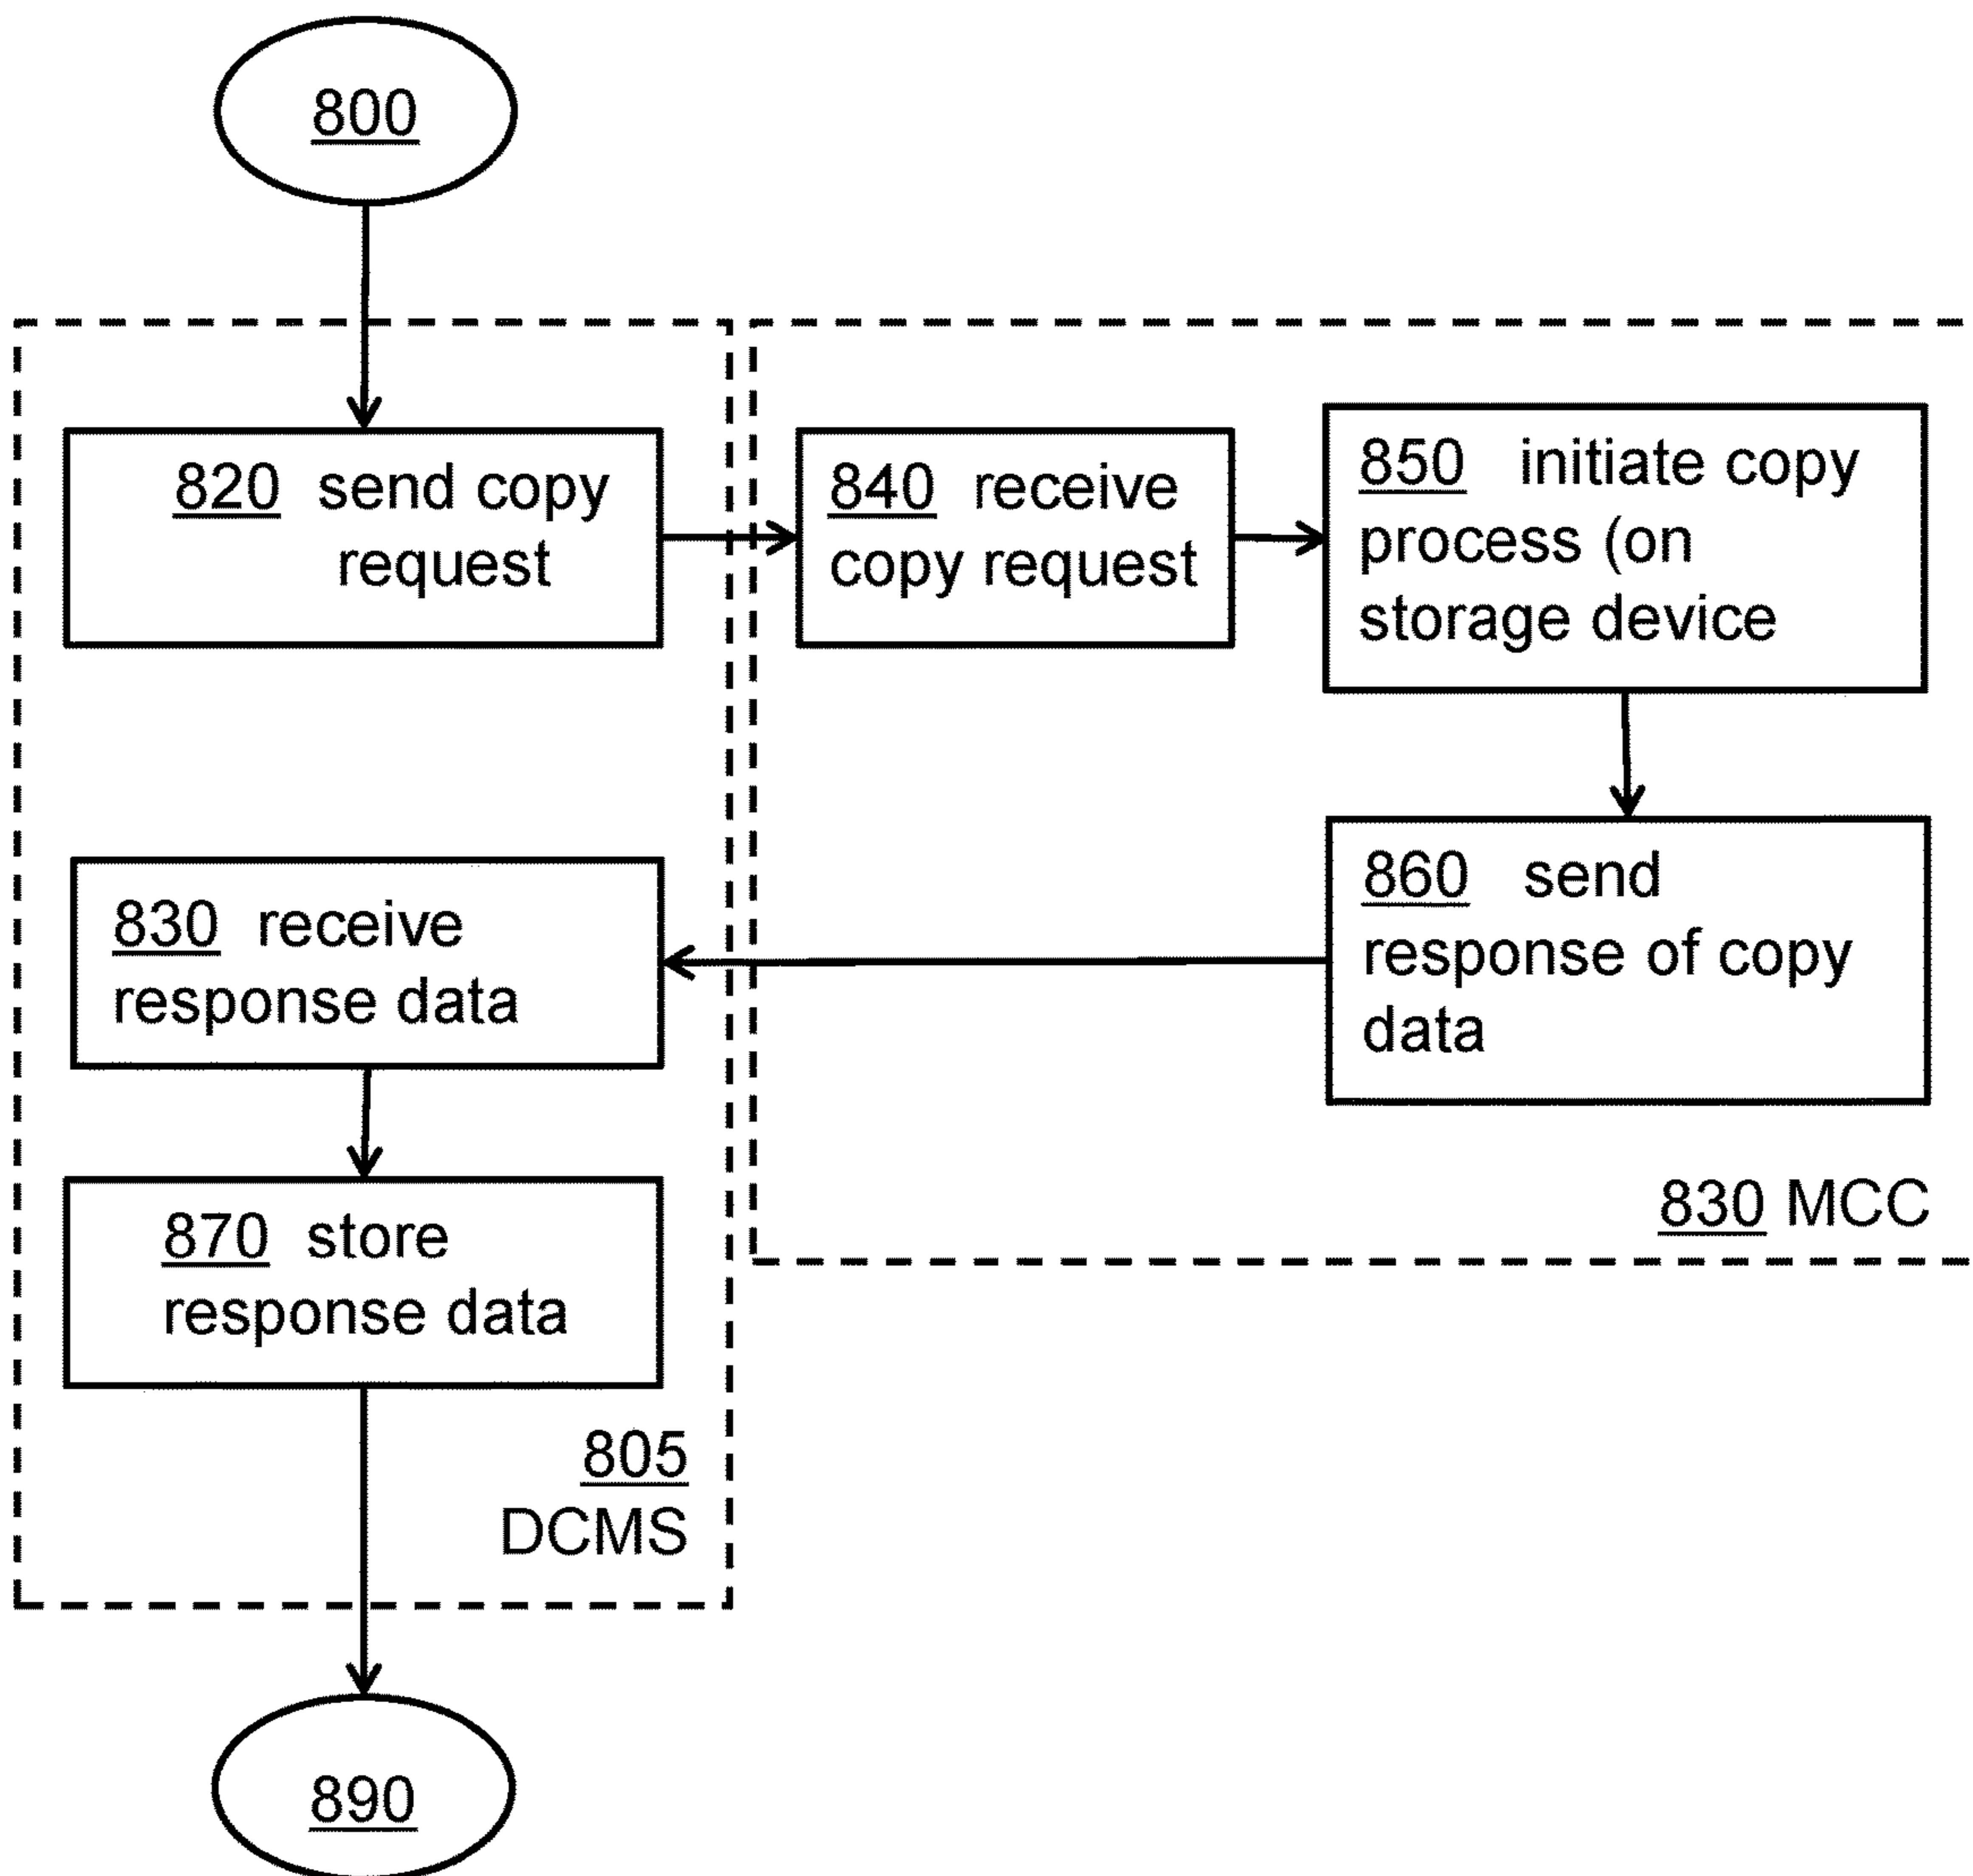 800
820 send copy
request
840 receive
copy request
850 initiate copy
process (on
storage device
860 send
response of copy
data
830 receive
response data
830 MCC
870 store
response data
805
DCMS
890